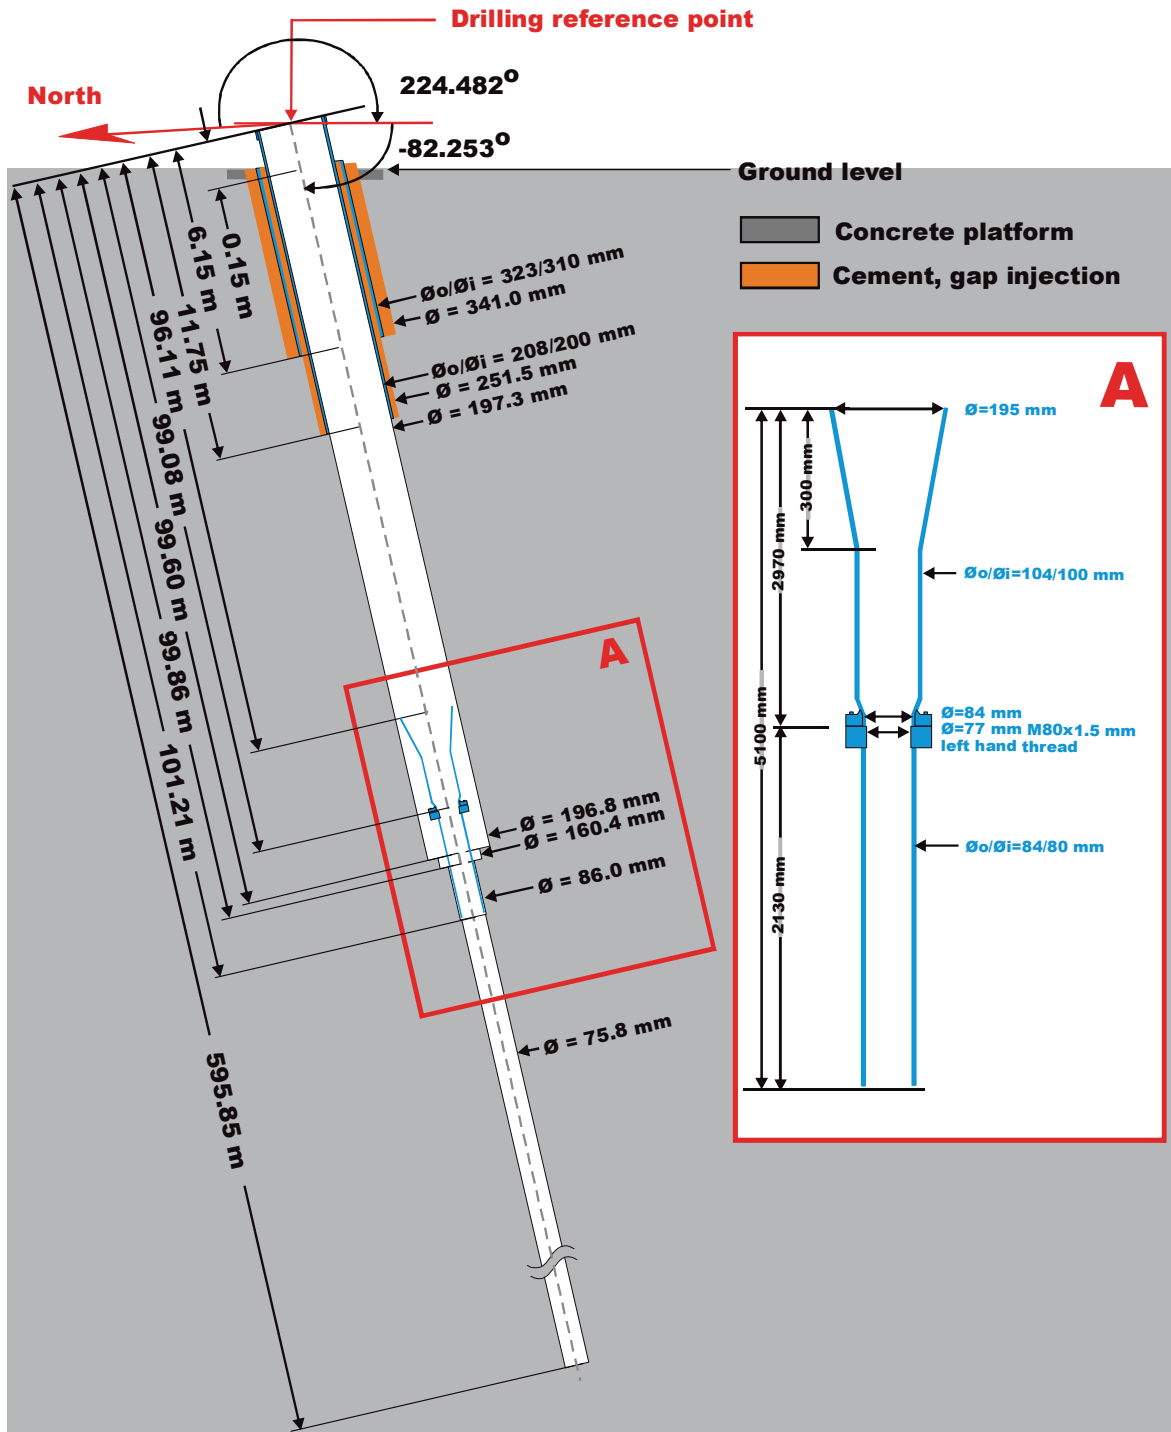 Drilling reference point
224.482°
North
-82.253°
Ground level
Concrete platform
Cement, gap injection
0.15 m
6.15 m
11.75 m
96.11 m
99.08 m
99.60 m
99.86 m
101.21 m
595.85 m
Øo/Øi = 323/310 mm
Ø = 341.0 mm
Øo/Øi = 208/200 mm
Ø = 251.5 mm
Ø = 197.3 mm
A
Ø = 196.8 mm
Ø = 160.4 mm
Ø = 86.0 mm
Ø = 75.8 mm
A
Ø=195 mm
300 mm
2970 mm
Øo/Øi=104/100 mm
5100 mm
Ø=84 mm
Ø=77 mm M80x1.5 mm
left hand thread
Øo/Øi=84/80 mm
2130 mm